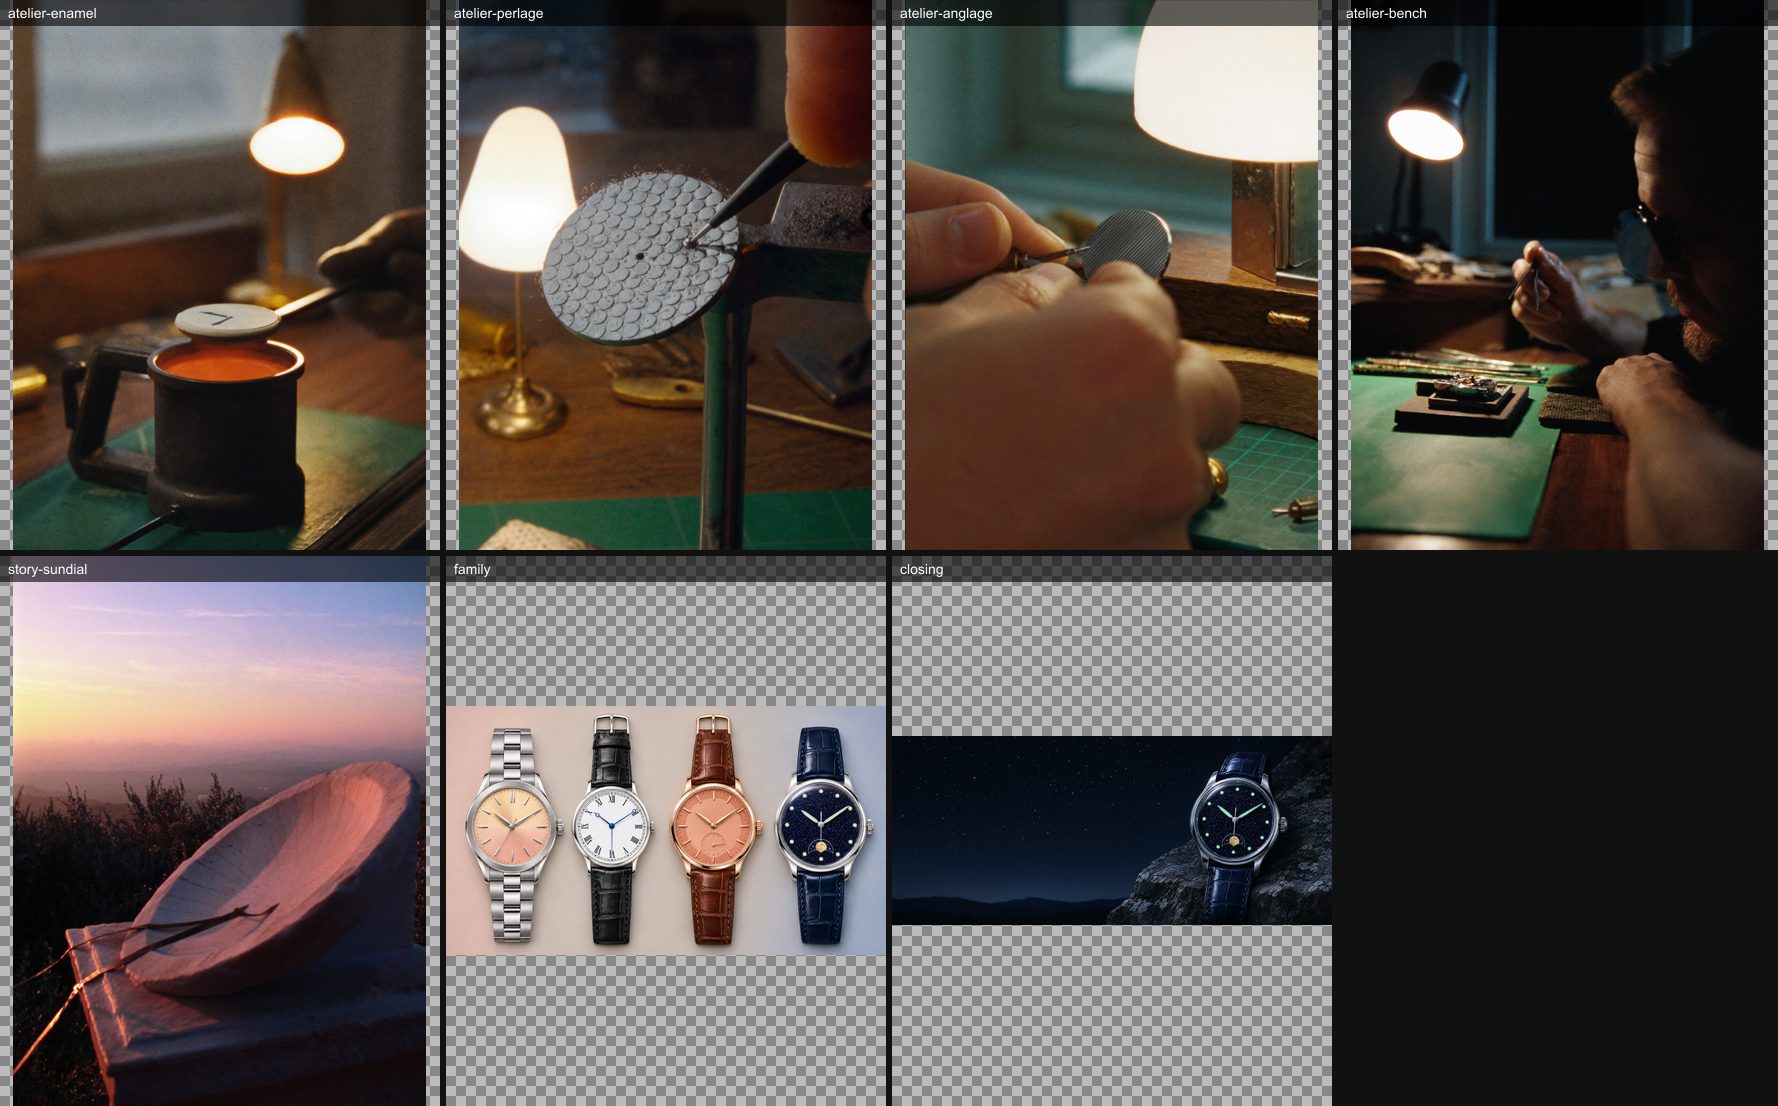 atelier-enamel
atelier-perlage
atelier-anglage
atelier-bench
story-sundial
family
closing